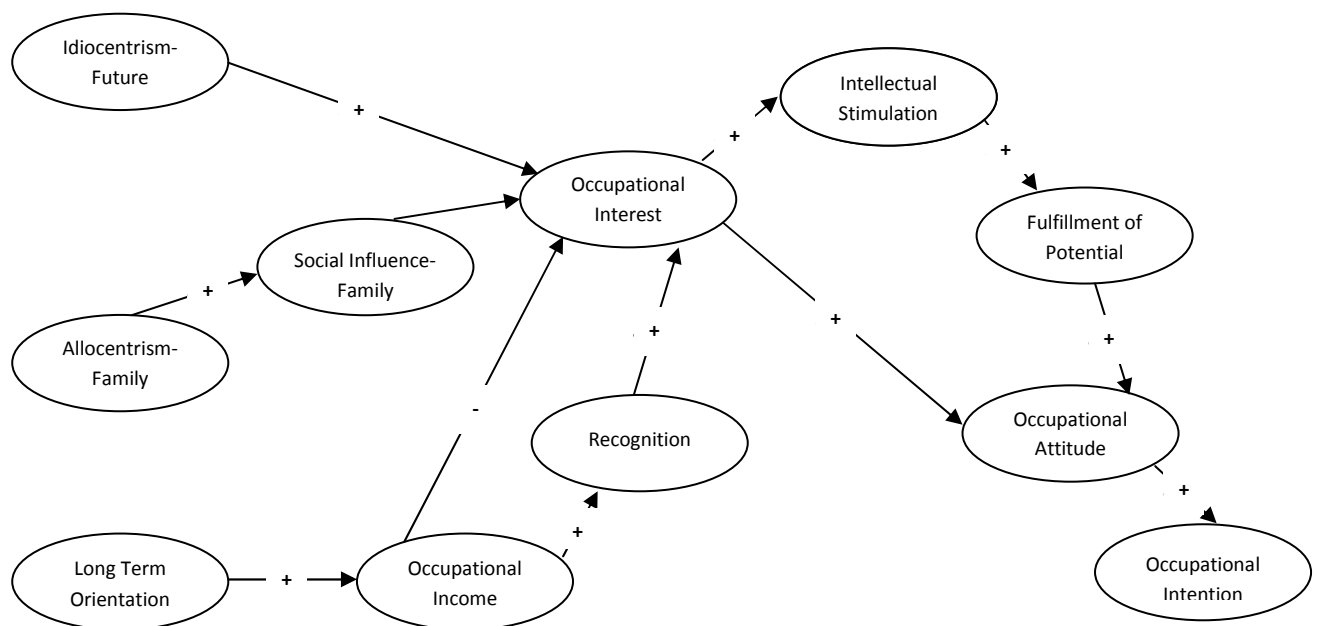 Idiocentrism-
Future
+
Intellectual
Stimulation
+
+
Occupational
Interest
Fulfillment of
Potential
Social Influence-
Family
+
+
+
+
Allocentrism-
Family
-
Recognition
Occupational
Attitude
+
+
Long Term
Orientation
+
Occupational
Income
Occupational
Intention